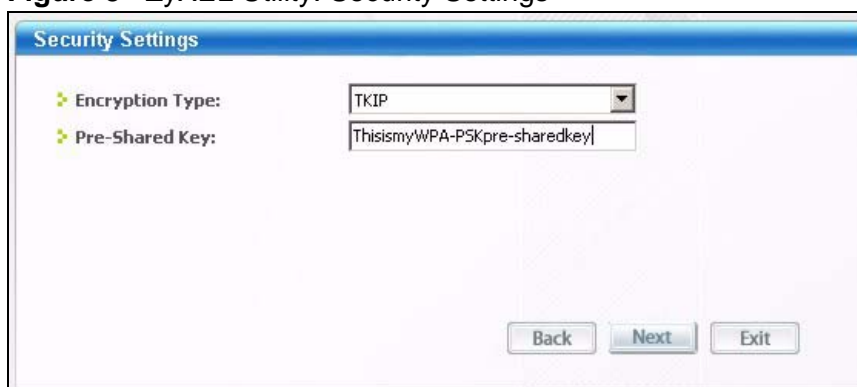 Security Settings
Encryption Type: TKIP
Pre-Shared Key: ThisismyWPA-PSKpre-sharedkey
Back Next Exit